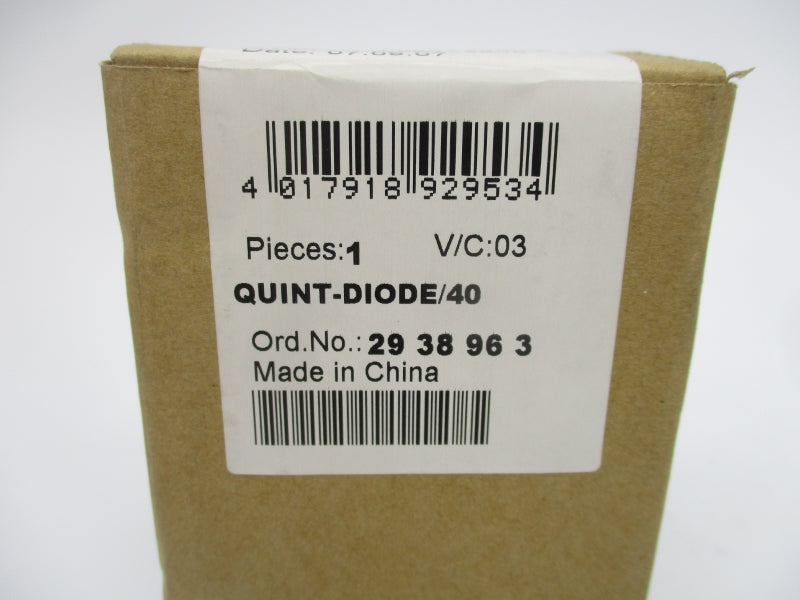 4 017918 929534
Pieces:1 V/C:03
QUINT-DIODE/40
Ord.No.: 29 38 96 3
Made in China